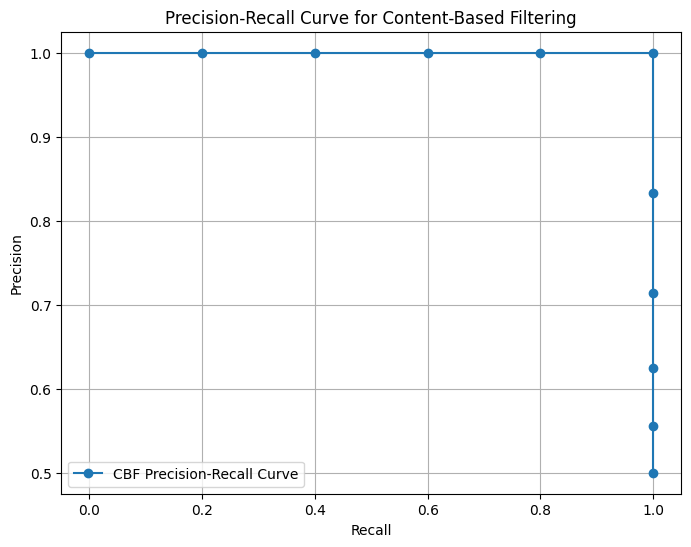 Precision-Recall Curve for Content-Based Filtering
1.0
0.9
0.8
0.7
0.6
0.5
Precision
CBF Precision-Recall Curve
0.0 0.2 0.4 0.6 0.8 1.0
Recall